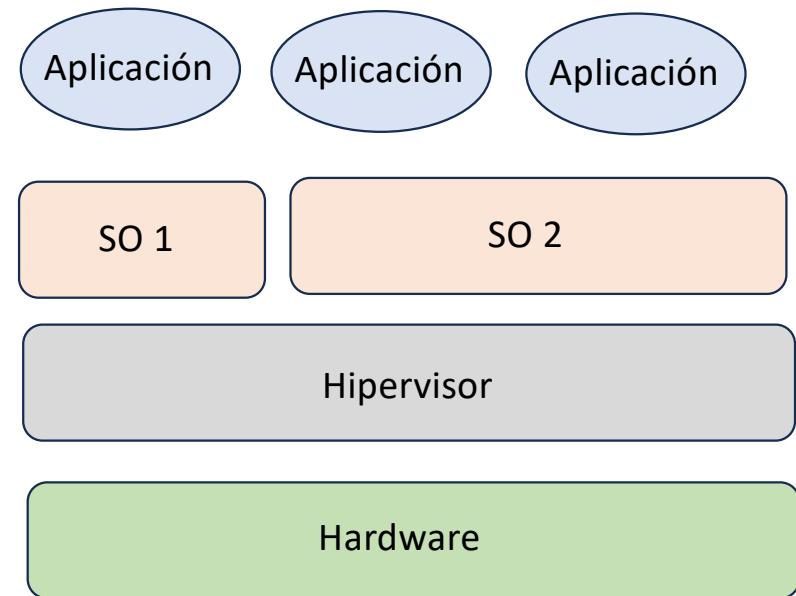 Aplicación
Aplicación
Aplicación
SO 1
SO 2
Hipervisor
Hardware